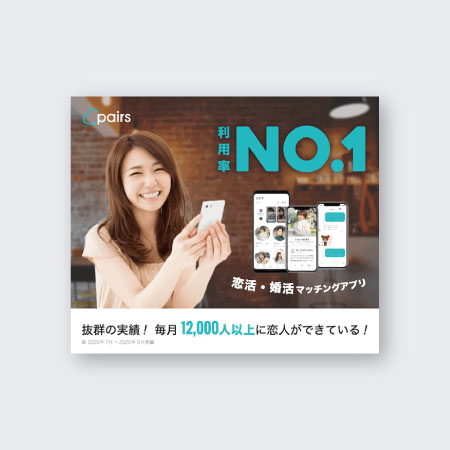 pairs
利用率
NO.1
恋活・婚活マッチングアプリ
抜群の実績！毎月12,000人以上に恋人ができている！
※2020年7月〜2020年9月実績